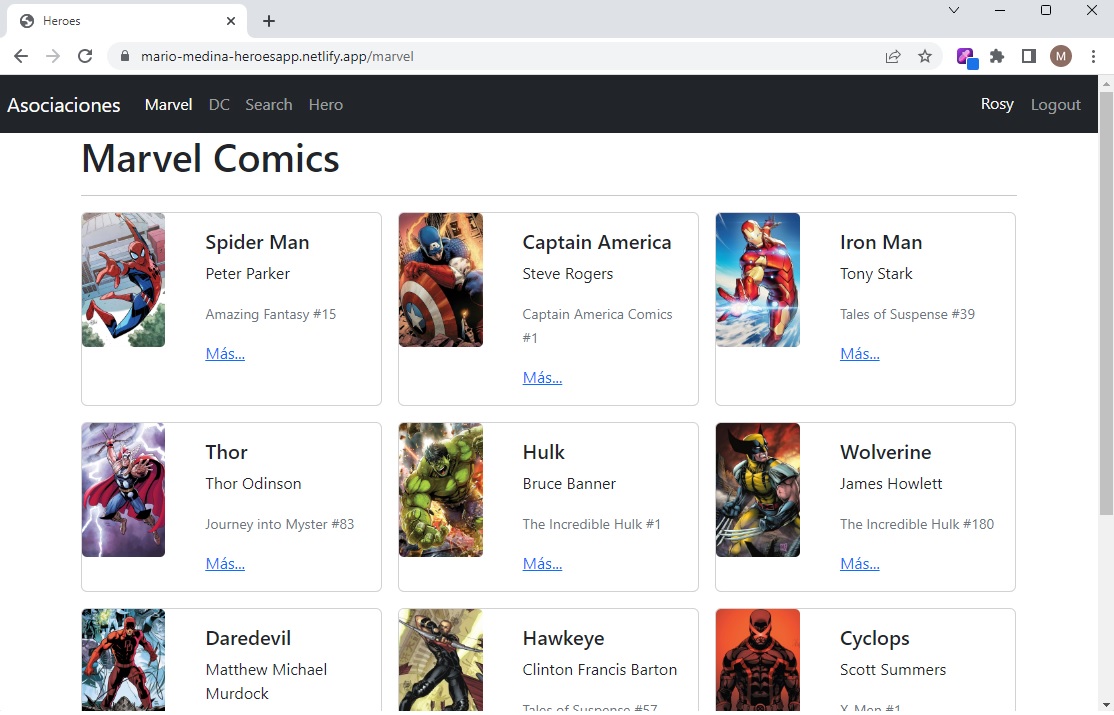 Heroes
mario-medina-heroesapp.netlify.app/marvel
M
Asociaciones Marvel DC Search Hero Rosy Logout
Marvel Comics
Spider Man
Peter Parker
Amazing Fantasy #15
Más...
Captain America
Steve Rogers
Captain America Comics
#1
Más...
Iron Man
Tony Stark
Tales of Suspense #39
Más...
Thor
Thor Odinson
Journey into Myster #83
Más...
Hulk
Bruce Banner
The Incredible Hulk #1
Más...
Wolverine
James Howlett
The Incredible Hulk #180
Más...
Daredevil
Matthew Michael
Murdock
Hawkeye
Clinton Francis Barton
Tales of Suspense #57
Cyclops
Scott Summers
X-Men #1